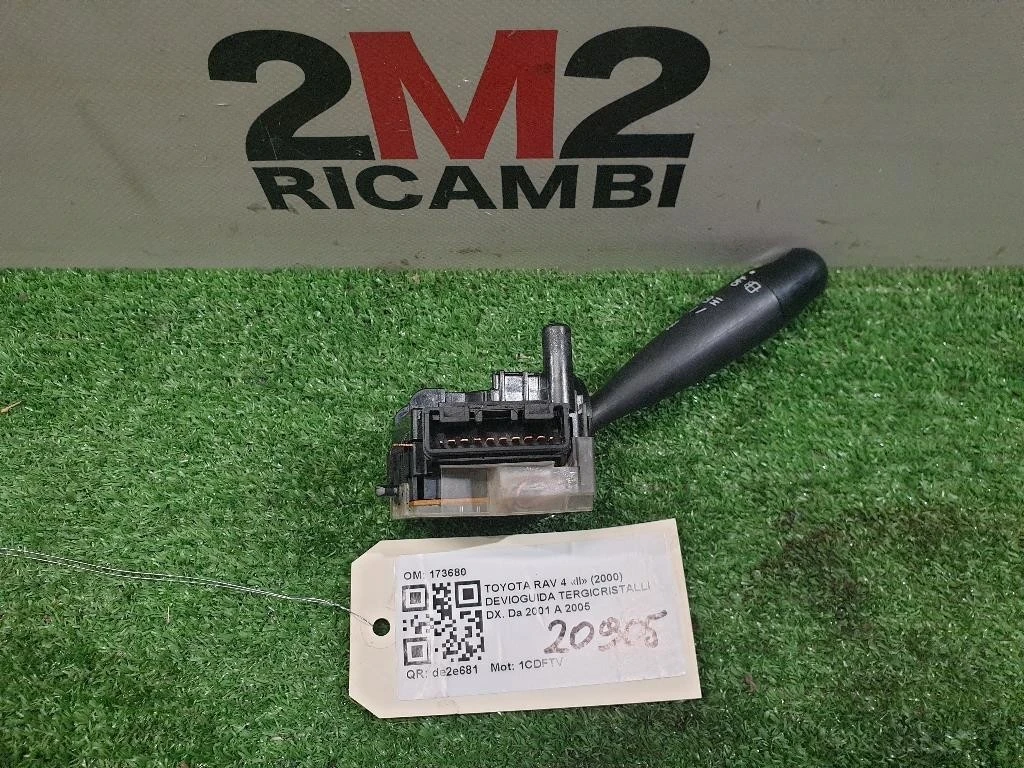 2M2
RICAMBI
HI
OM: 173680
TOYOTA RAV 4 «II» (2000)
DEVIOGUIDA TERGICRISTALLI
DX. Da 2001 A 2005
20905
QR: de2e681 Mot: 1CDFTV